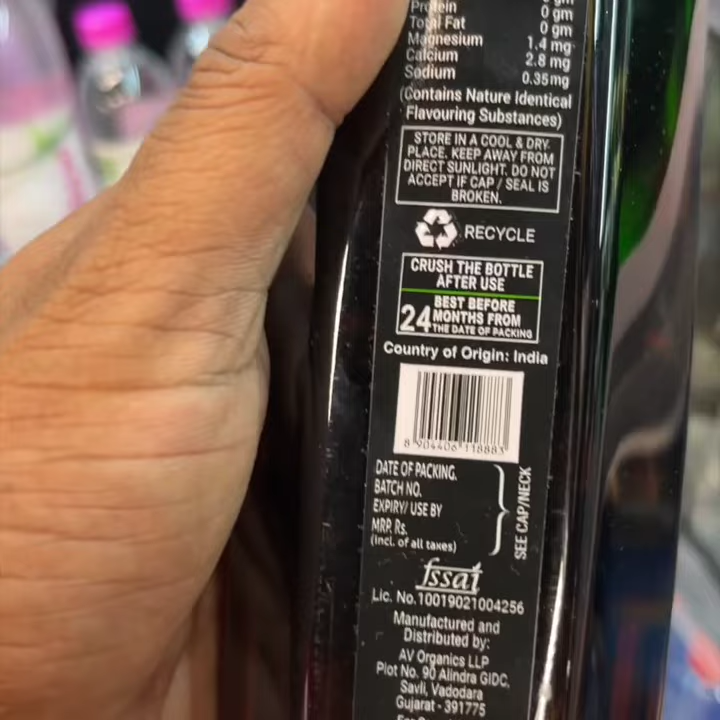 Protein 0 gm
Total Fat 0 gm
Magnesium 1.4 mg
Calcium 2.8 mg
Sodium 0.35mg
(Contains Nature Identical
Flavouring Substances)
STORE IN A COOL & DRY.
PLACE. KEEP AWAY FROM
DIRECT SUNLIGHT. DO NOT
ACCEPT IF CAP / SEAL IS
BROKEN.
RECYCLE
CRUSH THE BOTTLE
AFTER USE
BEST BEFORE
24 MONTHS FROM
THE DATE OF PACKING
Country of Origin: India
8 904406 118883
DATE OF PACKING.
BATCH NO.
EXPIRY/ USE BY
MRP. Rs.
(Incl. of all taxes)
SEE CAP/NECK
fssai
Lic. No.10019021004256
Manufactured and
Distributed by:
AV Organics LLP
Plot No. 90 Alindra GIDC,
Savli, Vadodara
Gujarat - 391775